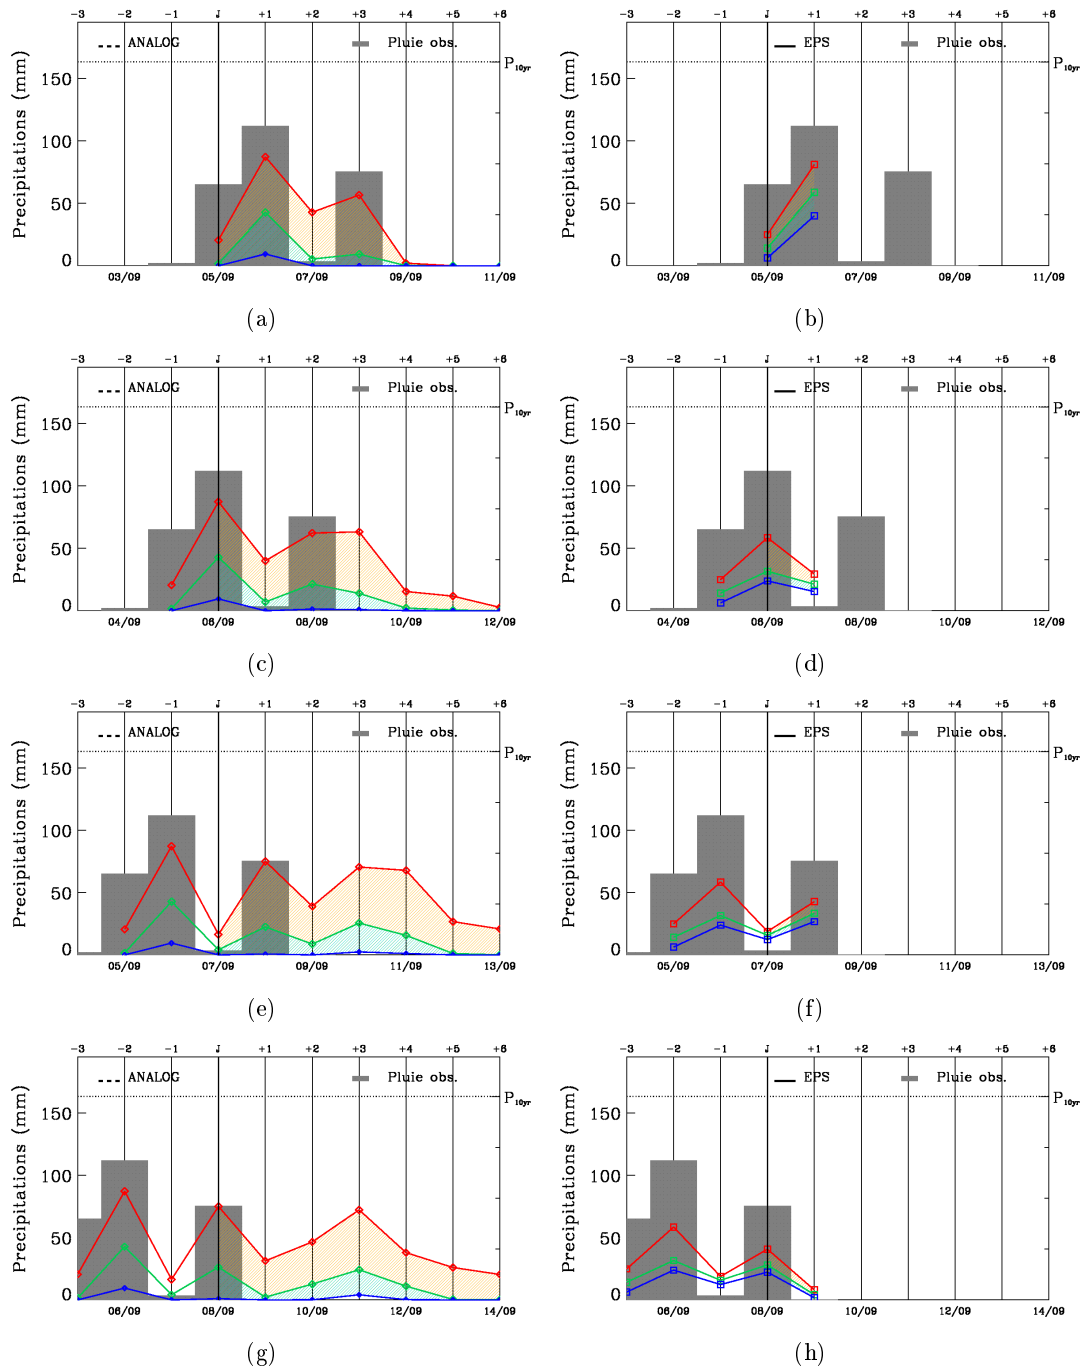 -3 -2 -1 J +1 +2 +3 +4 +5 +6
ANALOG Pluie obs.
P10yr
Precipitations (mm)
150
100
50
0
03/09 05/09 07/09 09/09 11/09
(a)
-3 -2 -1 J +1 +2 +3 +4 +5 +6
EPS Pluie obs.
P10yr
Precipitations (mm)
150
100
50
0
03/09 05/09 07/09 09/09 11/09
(b)
-3 -2 -1 J +1 +2 +3 +4 +5 +6
ANALOG Pluie obs.
P10yr
Precipitations (mm)
150
100
50
0
04/09 06/09 08/09 10/09 12/09
(c)
-3 -2 -1 J +1 +2 +3 +4 +5 +6
EPS Pluie obs.
P10yr
Precipitations (mm)
150
100
50
0
04/09 06/09 08/09 10/09 12/09
(d)
-3 -2 -1 J +1 +2 +3 +4 +5 +6
ANALOG Pluie obs.
P10yr
Precipitations (mm)
150
100
50
0
05/09 07/09 09/09 11/09 13/09
(e)
-3 -2 -1 J +1 +2 +3 +4 +5 +6
EPS Pluie obs.
P10yr
Precipitations (mm)
150
100
50
0
05/09 07/09 09/09 11/09 13/09
(f)
-3 -2 -1 J +1 +2 +3 +4 +5 +6
ANALOG Pluie obs.
P10yr
Precipitations (mm)
150
100
50
0
06/09 08/09 10/09 12/09 14/09
(g)
-3 -2 -1 J +1 +2 +3 +4 +5 +6
EPS Pluie obs.
P10yr
Precipitations (mm)
150
100
50
0
06/09 08/09 10/09 12/09 14/09
(h)